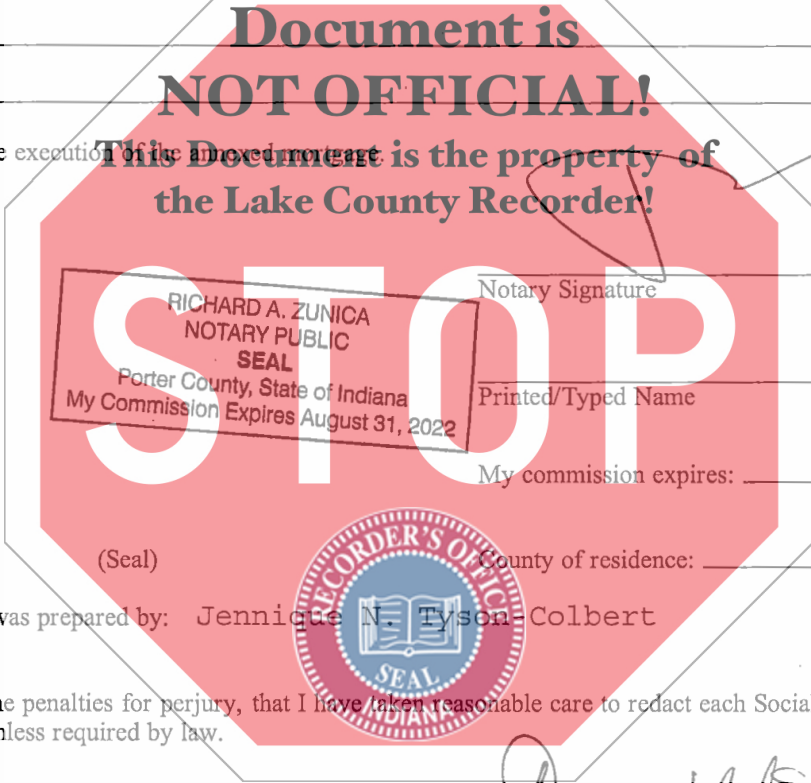 Document is
NOT OFFICIAL!
e execution of the annexed mortgage.
This Document is the property of
the Lake County Recorder!
STOP
RICHARD A. ZUNICA
NOTARY PUBLIC
SEAL
Porter County, State of Indiana
My Commission Expires August 31, 2022
Notary Signature
Printed/Typed Name
My commission expires:
(Seal)
County of residence:
RECORDER'S OFFICE
SEAL
INDIANA
was prepared by: Jennique N. Tyson-Colbert
e penalties for perjury, that I have taken reasonable care to redact each Socia
nless required by law.